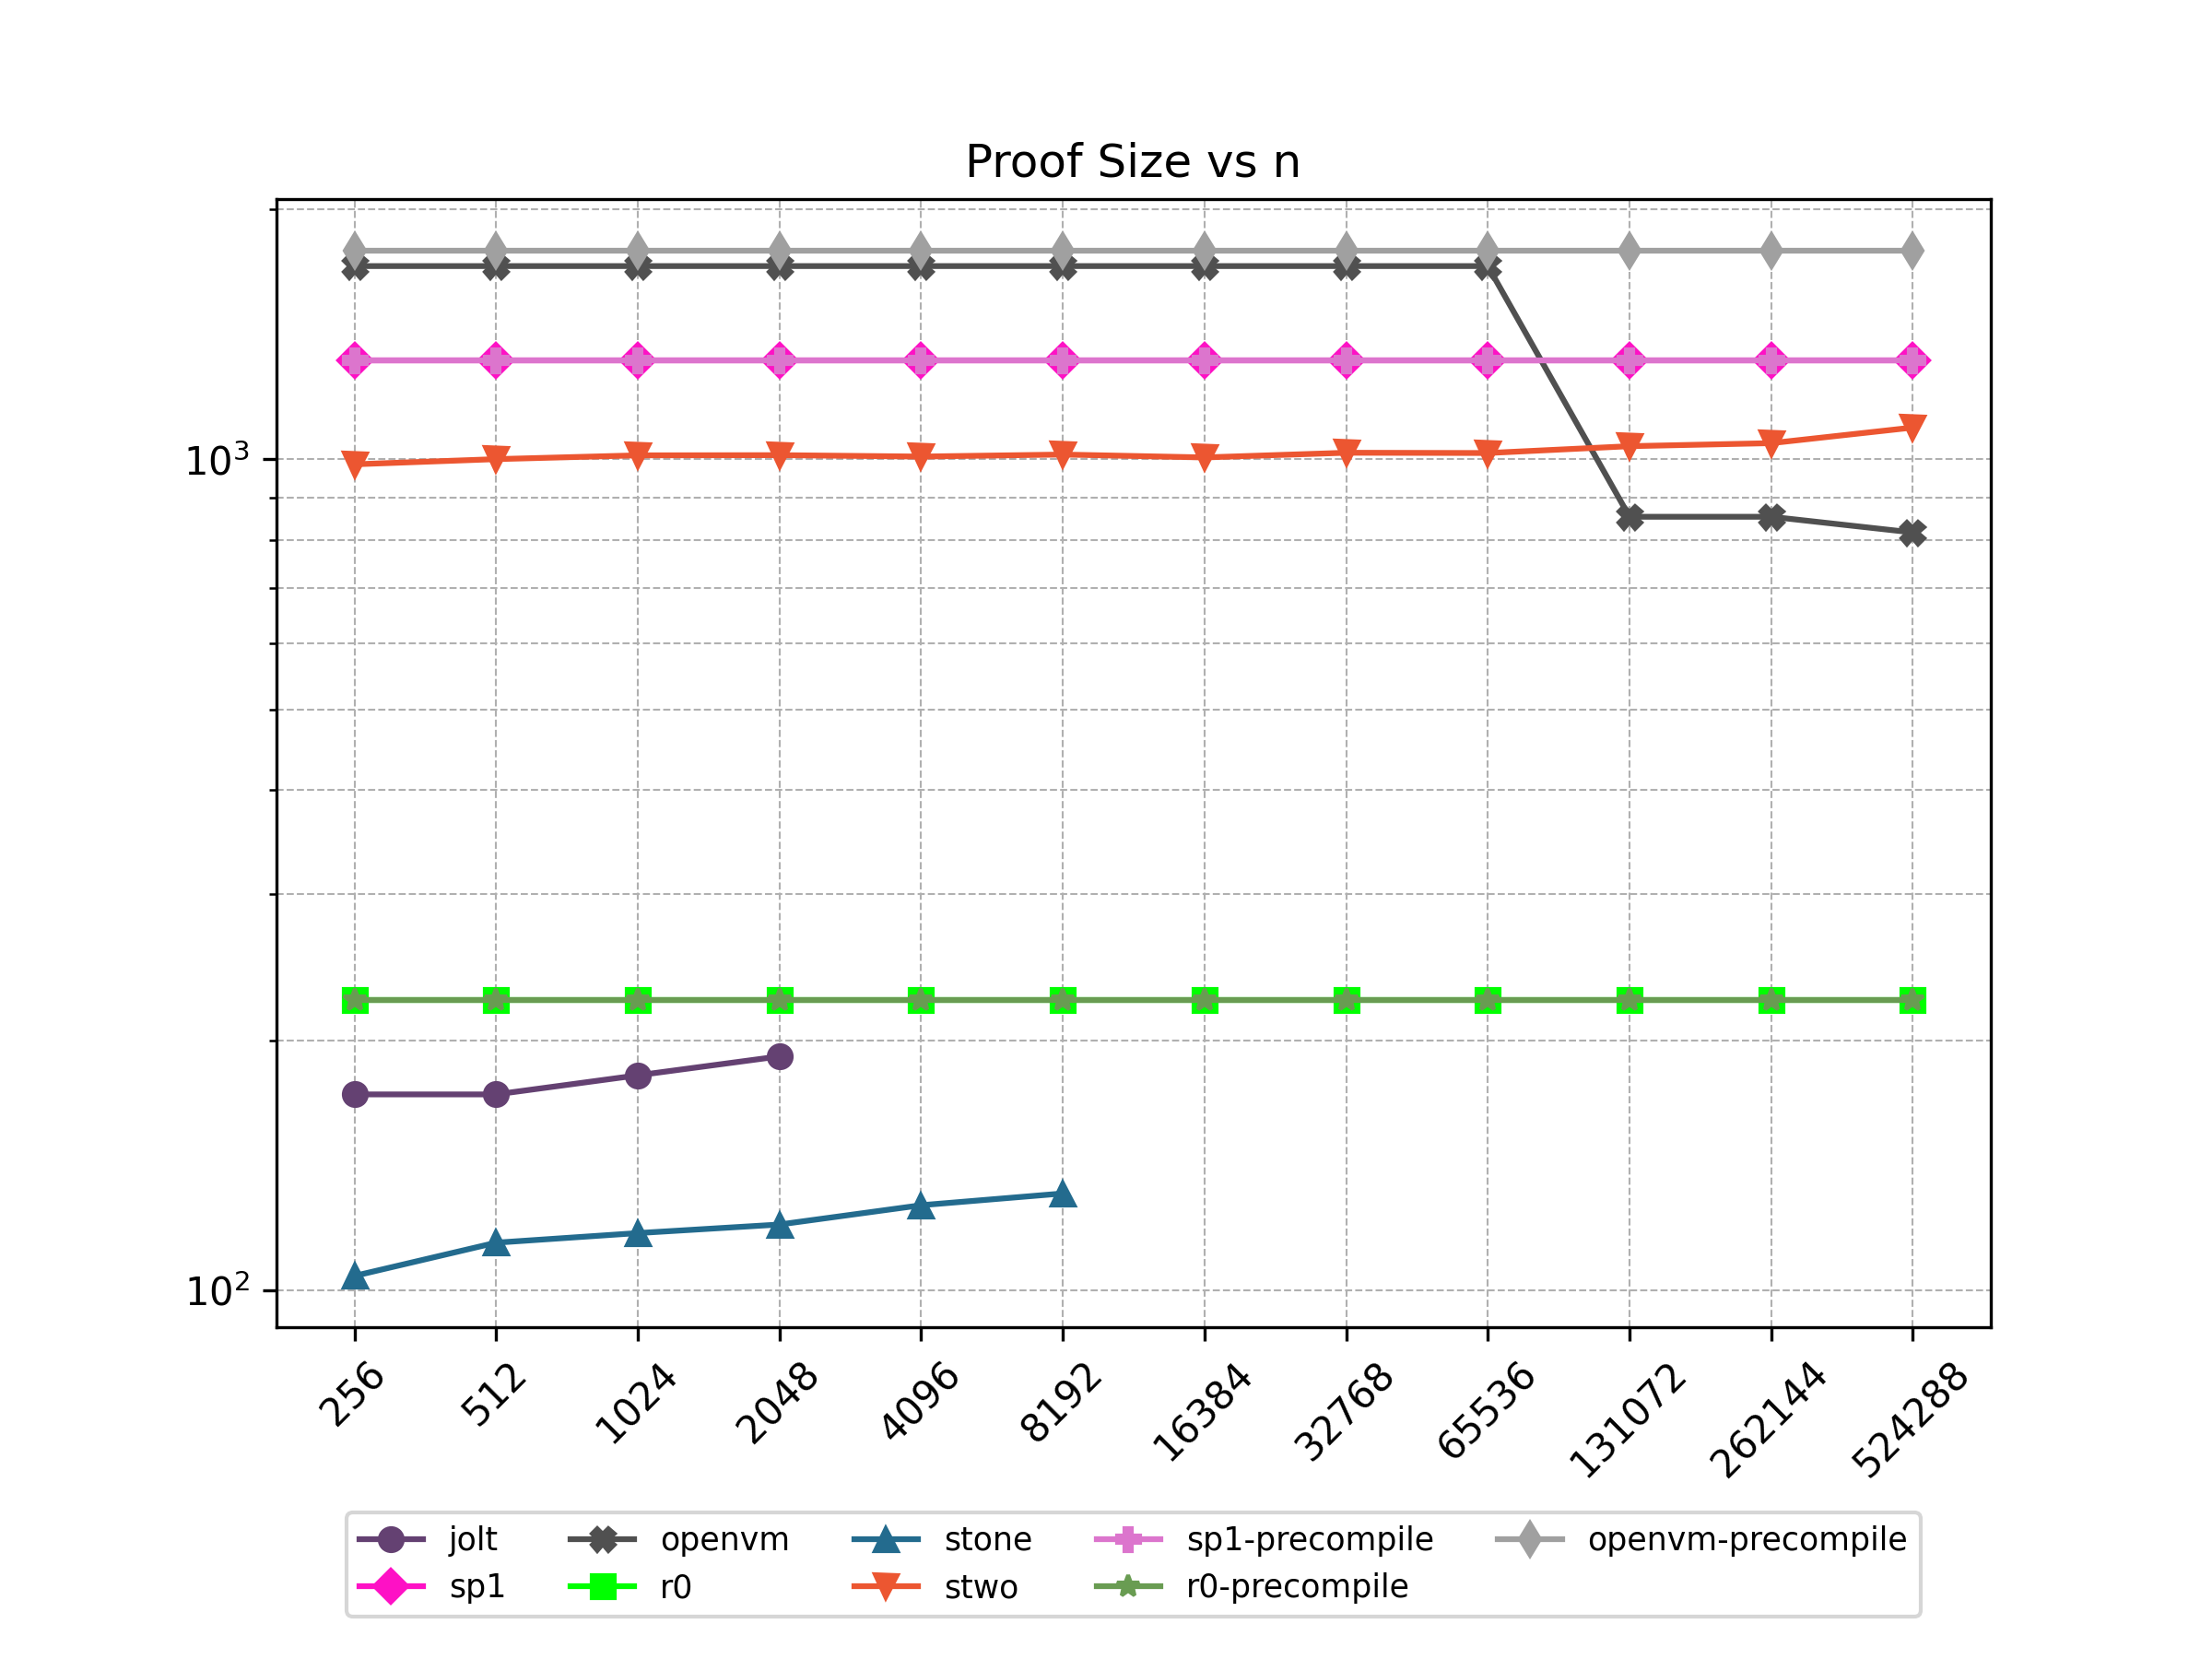 Proof Size vs n
10³
10²
256 512 1024 2048 4096 8192 16384 32768 65536 131072 262144 524288
jolt openvm stone sp1-precompile openvm-precompile
sp1 r0 stwo r0-precompile